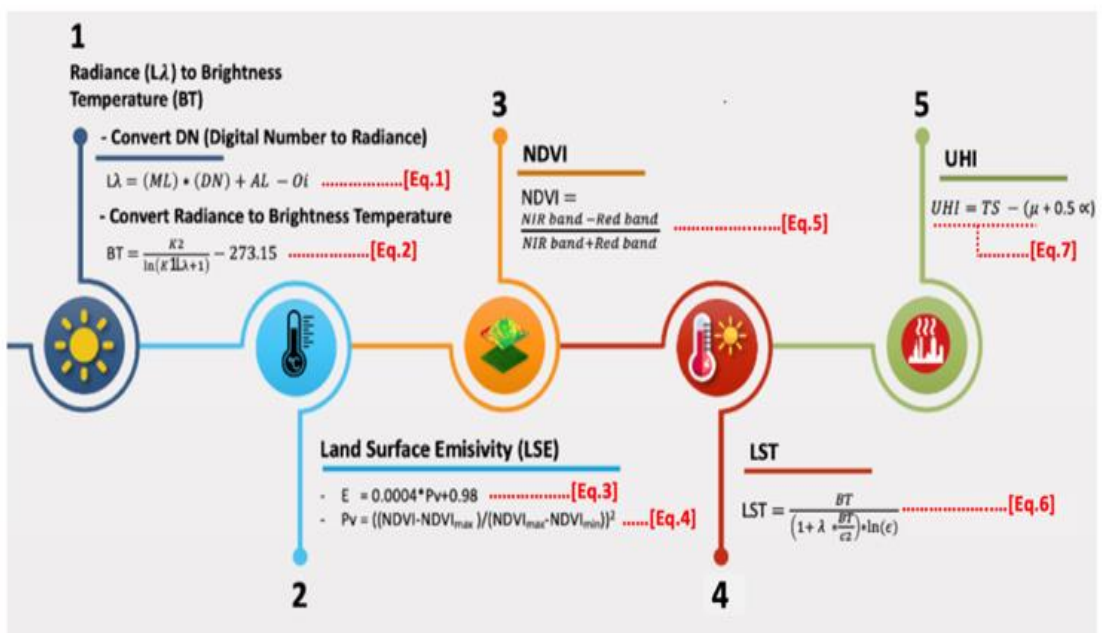 1
Radiance (Lλ) to Brightness
Temperature (BT)
- Convert DN (Digital Number to Radiance)
Lλ = (ML) * (DN) + AL − Oi ..................[Eq.1]
- Convert Radiance to Brightness Temperature
BT = K2 / ln(K1Lλ+1) − 273.15 ..................[Eq.2]
3
NDVI
NDVI =
NIR band −Red band / NIR band+Red band ..................[Eq.5]
5
UHI
UHI = TS − (μ + 0.5 ∝)
..........[Eq.7]
°C
Land Surface Emisivity (LSE)
- E = 0.0004*Pv+0.98 ..................[Eq.3]
- Pv = ((NDVI-NDVImax )/(NDVImax-NDVImin))² ......[Eq.4]
2
LST
LST = BT / (1+ λ *BT/c2)*ln(ϵ) ..................[Eq.6]
4